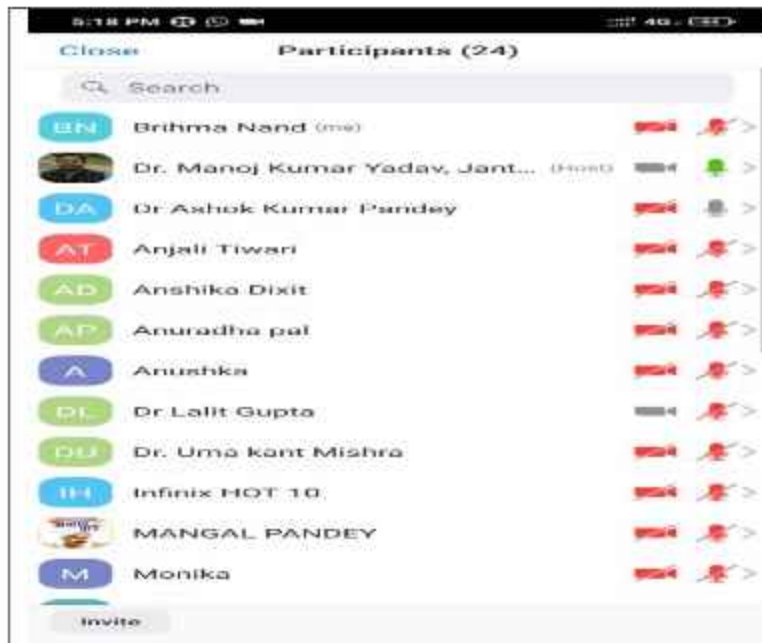 5:18 PM
4G
Close Participants (24)
Search
BN Brihma Nand (me)
Dr. Manoj Kumar Yadav, Jant... (Host)
DA Dr Ashok Kumar Pandey
AT Anjali Tiwari
AD Anshika Dixit
AP Anuradha pal
A Anushka
DL Dr Lalit Gupta
DU Dr. Uma kant Mishra
IH Infinix HOT 10
MANGAL PANDEY
M Monika
Invite